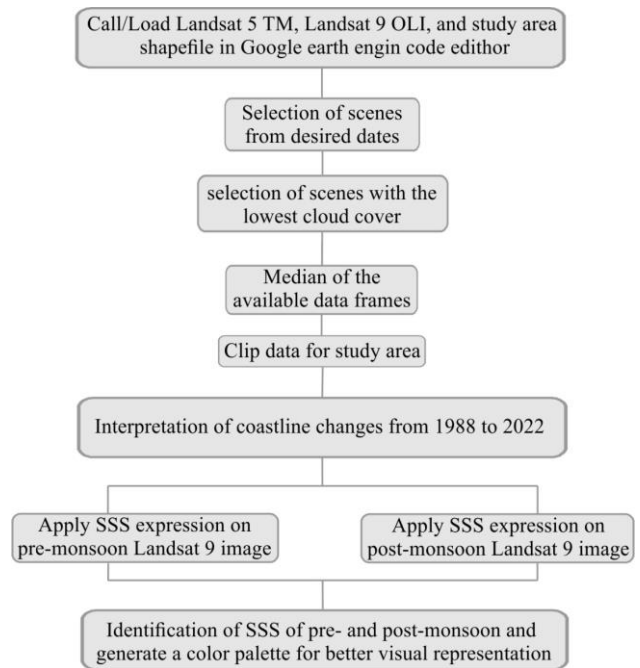 Call/Load Landsat 5 TM, Landsat 9 OLI, and study area
shapefile in Google earth engin code edithor
Selection of scenes
from desired dates
selection of scenes with the
lowest cloud cover
Median of the
available data frames
Clip data for study area
Interpretation of coastline changes from 1988 to 2022
Apply SSS expression on
pre-monsoon Landsat 9 image
Apply SSS expression on
post-monsoon Landsat 9 image
Identification of SSS of pre- and post-monsoon and
generate a color palette for better visual representation